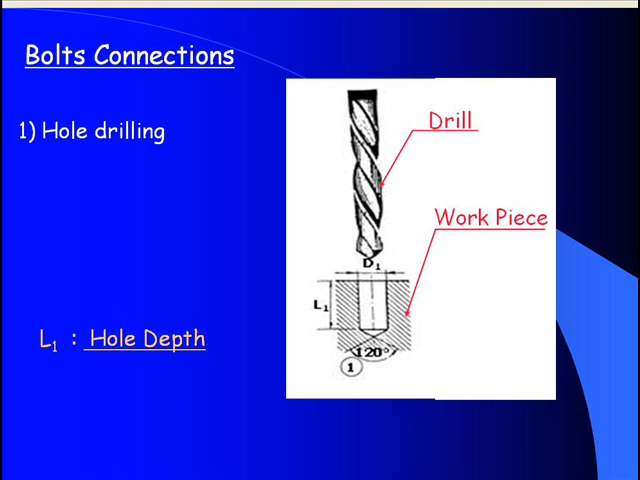 Bolts Connections
1) Hole drilling
Drill
Work Piece
D₁
L₁
120°
1
L₁ : Hole Depth